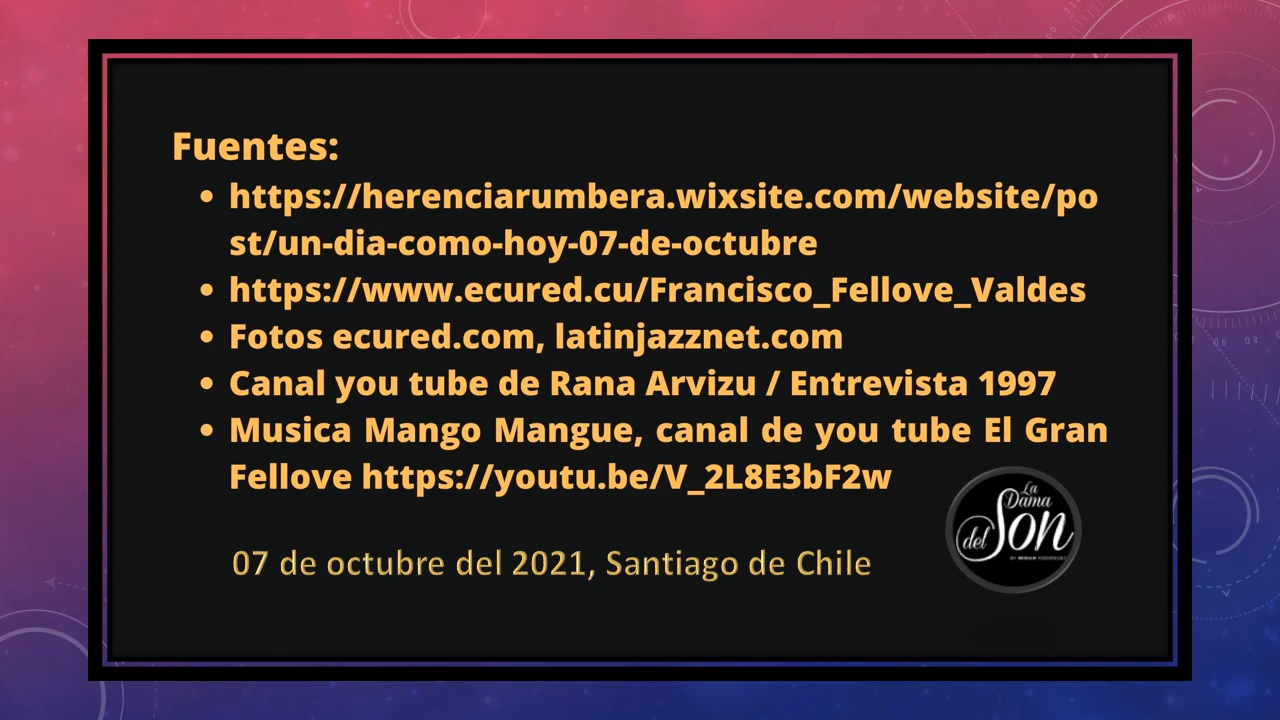 Fuentes:
• https://herenciarumbera.wixsite.com/website/po
st/un-dia-como-hoy-07-de-octubre
• https://www.ecured.cu/Francisco_Fellove_Valdes
• Fotos ecured.com, latinjazznet.com
• Canal you tube de Rana Arvizu / Entrevista 1997
• Musica Mango Mangue, canal de you tube El Gran
Fellove https://youtu.be/V_2L8E3bF2w
La
Dama
del Son
07 de octubre del 2021, Santiago de Chile